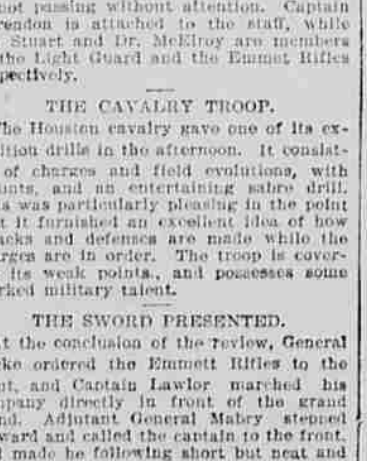 not passing without attention. Captain
rendon is attached to the staff, while
Stuart and Dr. McElroy are members
the Light Guard and the Emmet Rifles
pectively.
THE CAVALRY TROOP.
The Houston cavalry gave one of its ex-
ition drills in the afternoon. It consist-
of charges and field evolutions, with
unts, and an entertaining sabre drill.
s was particularly pleasing in the point
t it furnished an excellent idea of how
acks and defenses are made while the
rges are in order. The troop is cover-
its weak points., and possesses some
rked military talent.
THE SWORD PRESENTED.
t the conclusion of the review, General
ke ordered the Emmett Rifles to the
nt, and Captain Lawlor marched his
mpany directly in front of the grand
nd. Adjutant General Mabry stepped
ward and called the captain to the front.
d made he following short but neat and